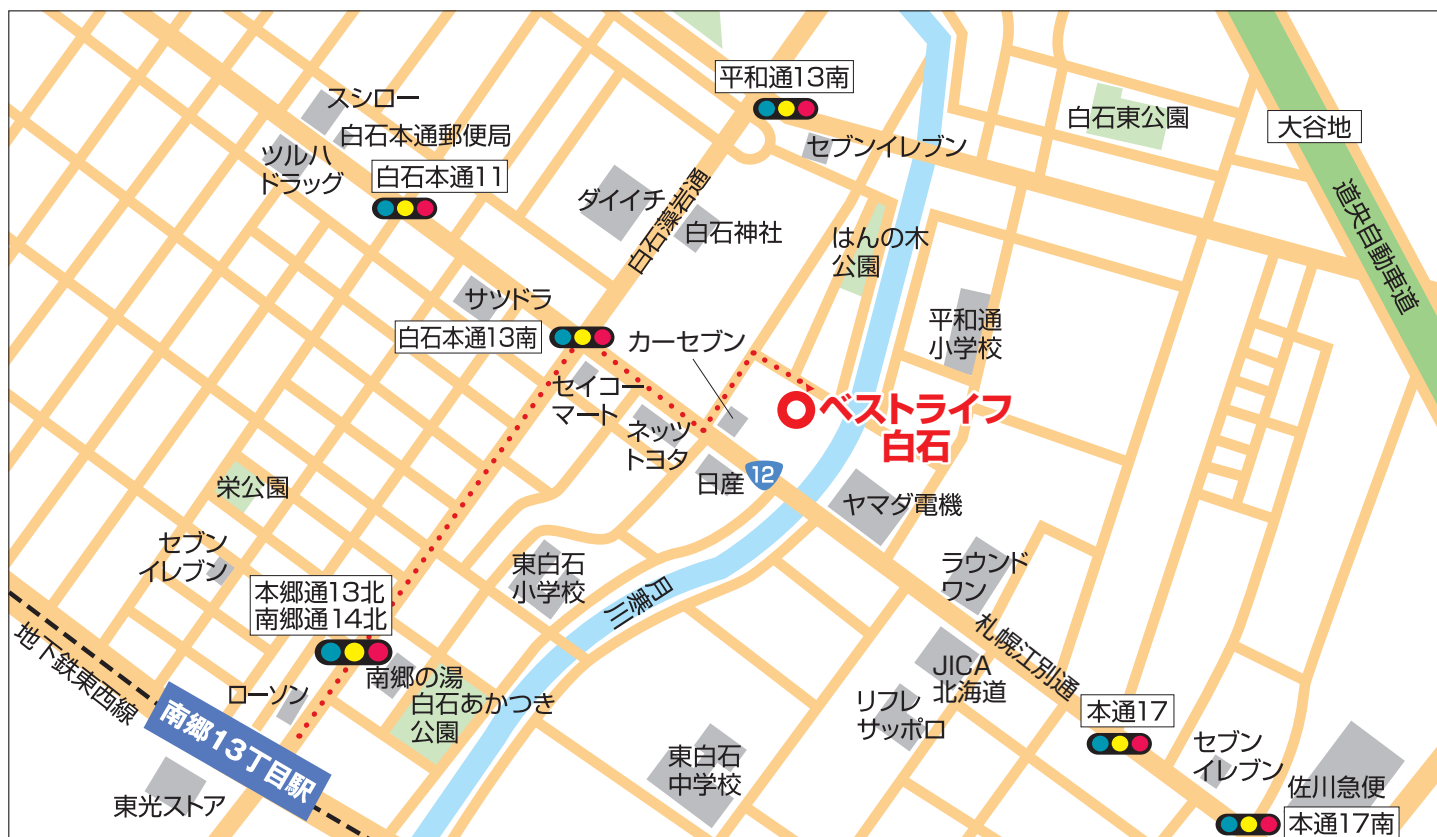 平和通13南
スシロー
白石本通郵便局
ツルハ
ドラッグ
白石本通11
セブンイレブン
白石東公園
大谷地
道央自動車道
ダイイチ
白石藻岩通
白石神社
はんの木
公園
サツドラ
白石本通13南
カーセブン
平和通
小学校
セイコー
マート
ネッツ
トヨタ
ベストライフ
白石
日産
12
ヤマダ電機
栄公園
セブン
イレブン
東白石
小学校
月寒川
ラウンド
ワン
本郷通13北
南郷通14北
札幌江別通
地下鉄東西線
南郷の湯
ローソン
白石あかつき
公園
JICA
北海道
リフレ
サッポロ
本通17
南郷13丁目駅
東光ストア
東白石
中学校
セブン
イレブン
佐川急便
本通17南